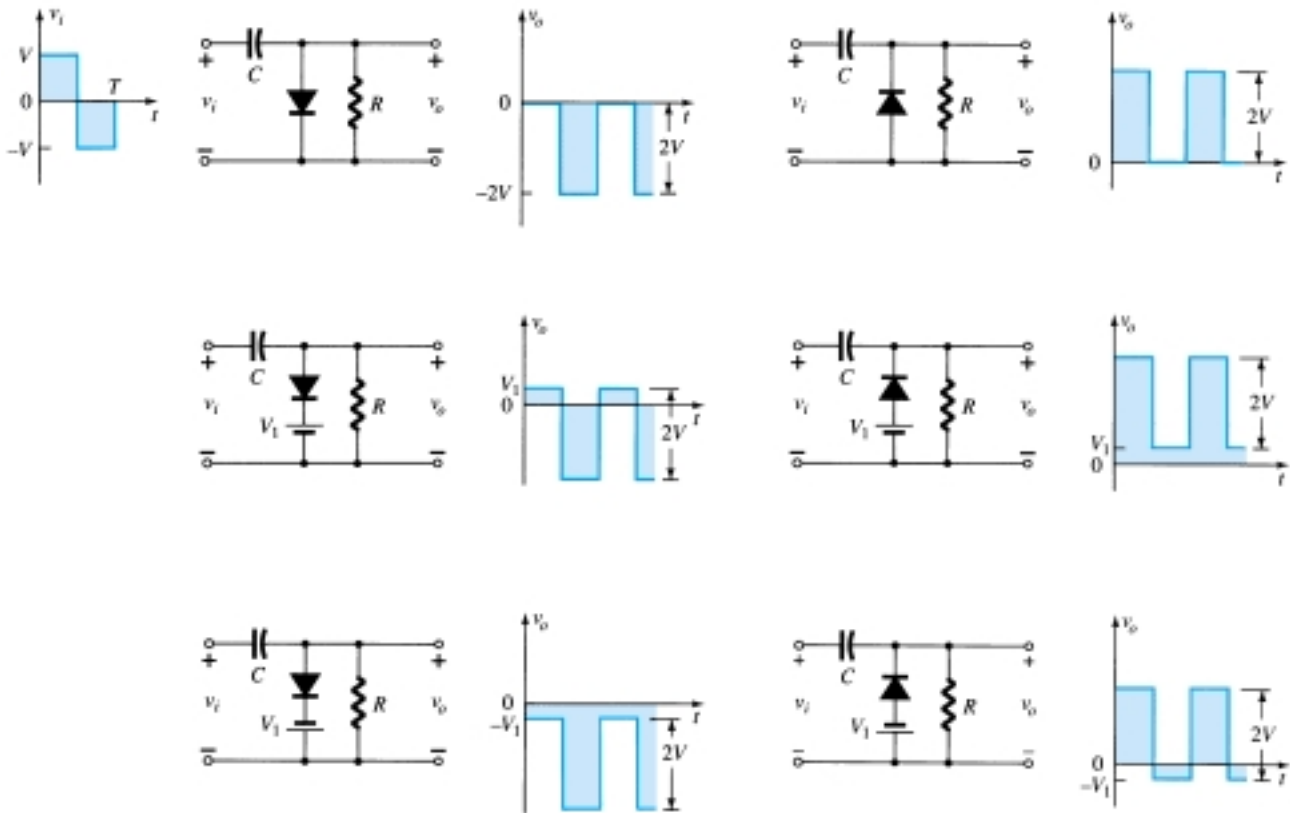 v_i
V
0
−V
T
t
C
+
−
v_i
R
+
−
v_o
v_o
0
−2V
t
2V
C
+
−
v_i
R
+
−
v_o
v_o
0
t
2V
C
+
−
v_i
V_1
R
+
−
v_o
v_o
V_1
0
t
2V
C
+
−
v_i
V_1
R
+
−
v_o
v_o
V_1
0
t
2V
C
+
−
v_i
V_1
R
+
−
v_o
v_o
0
−V_1
t
2V
C
+
−
v_i
V_1
R
+
−
v_o
v_o
0
−V_1
t
2V